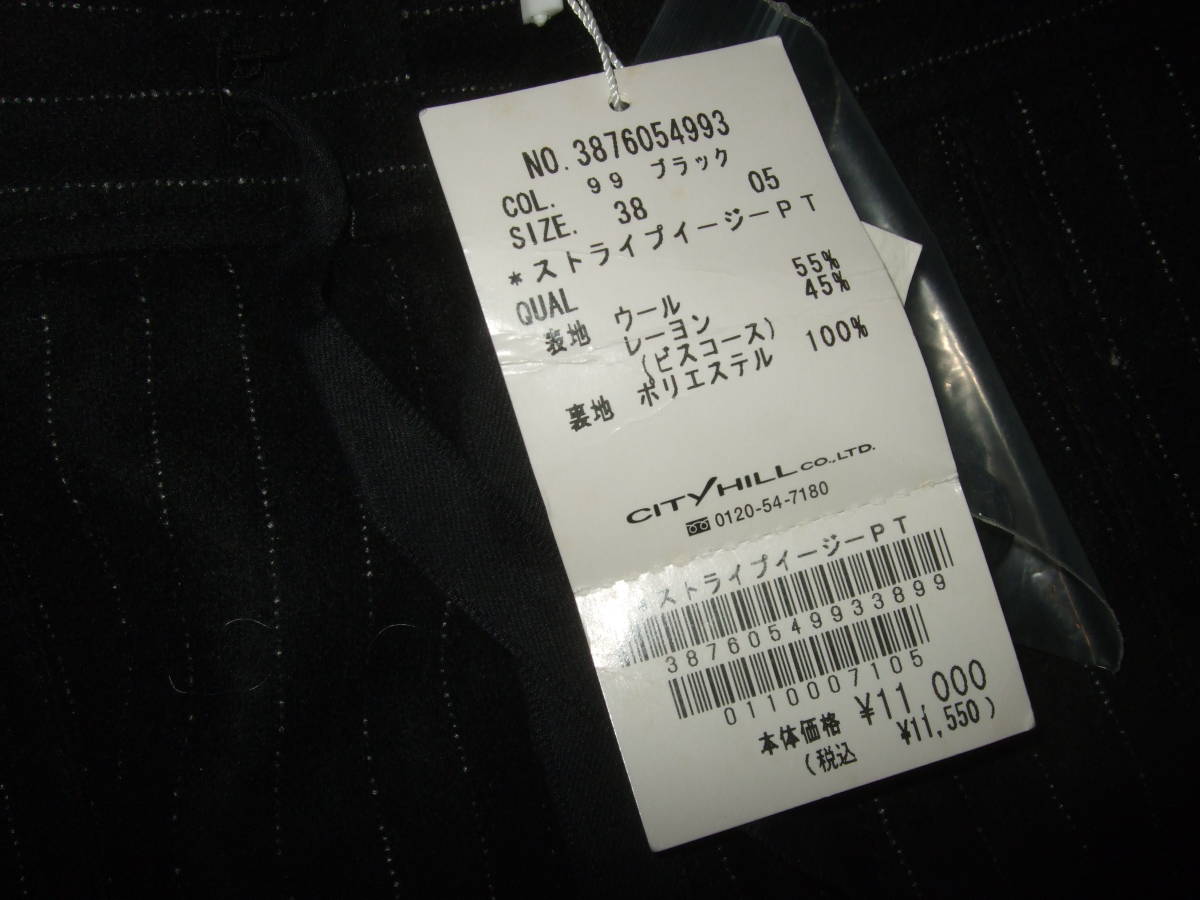 NO. 3876054993
COL. 99 ブラック
SIZE. 38 05
*ストライプイージーPT
QUAL 55%
表地 ウール 45%
レーヨン
(ビスコース) 100%
裏地 ポリエステル
CITYHILL CO.,LTD.
0120-54-7180
ストライプイージーPT
3876054993899
0110007105
本体価格 ¥11,000
(税込 ¥11,550)